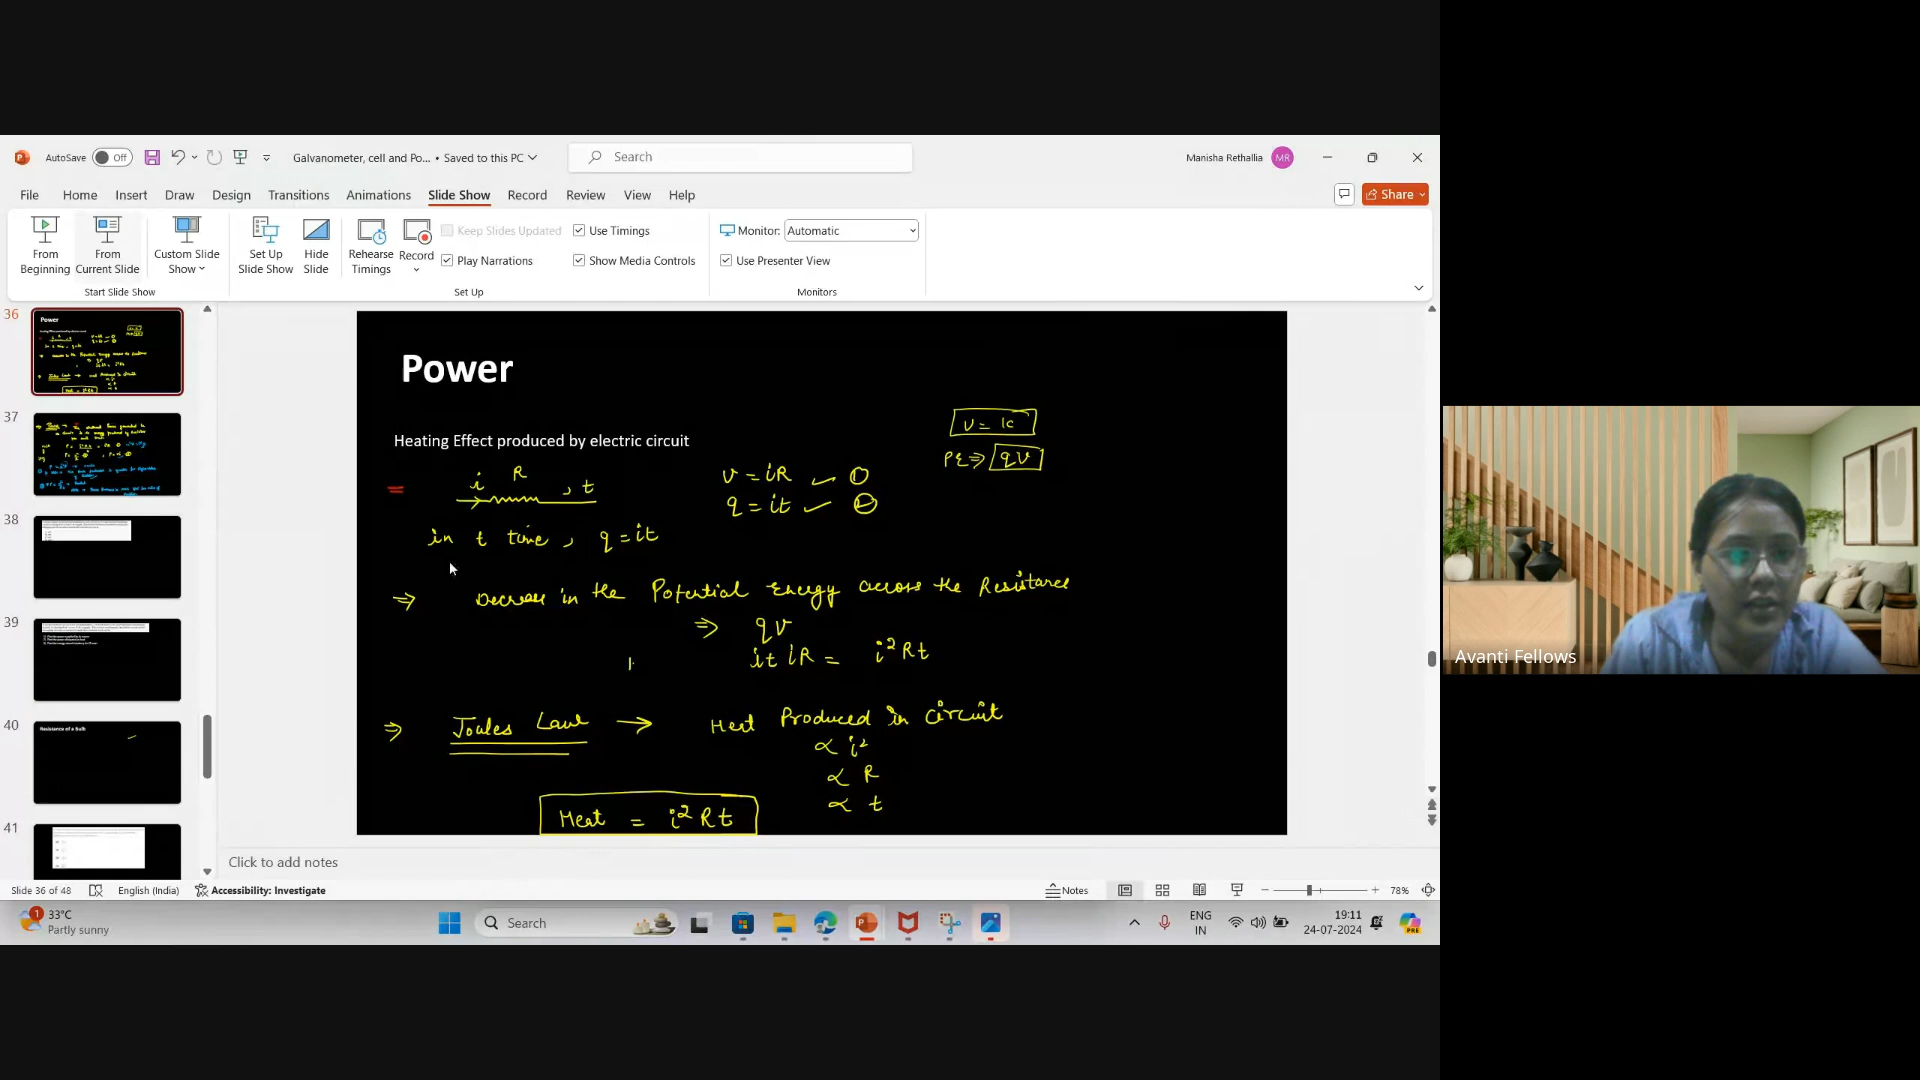 AutoSave Off Galvanometer, cell and Po... • Saved to this PC Search Manisha Rethallia MR
File Home Insert Draw Design Transitions Animations Slide Show Record Review View Help Share
From Beginning
From Current Slide
Custom Slide Show
Set Up Slide Show
Hide Slide
Rehearse Timings
Record
Keep Slides Updated
Play Narrations
Use Timings
Show Media Controls
Monitor: Automatic
Use Presenter View
Start Slide Show Set Up Monitors
36
Power
37
38
39
40
Resistance of a Bulb
41
Power
Heating Effect produced by electric circuit
PE ⇒ qV
i R , t
V = iR ①
q = it ②
in t time , q = it
⇒ Decrease in the Potential Energy across the Resistance
⇒ qV
it iR = i²Rt
⇒ Joules Law → Heat Produced in circuit
∝ i²
∝ R
∝ t
Heat = i²Rt
Click to add notes
Slide 36 of 48 English (India) Accessibility: Investigate Notes 78%
1 33°C
Partly sunny
Search
ENG
IN
19:11
24-07-2024
PRE
Avanti Fellows